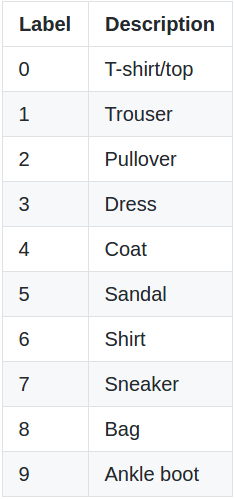 Label Description
0 T-shirt/top
1 Trouser
2 Pullover
3 Dress
4 Coat
5 Sandal
6 Shirt
7 Sneaker
8 Bag
9 Ankle boot